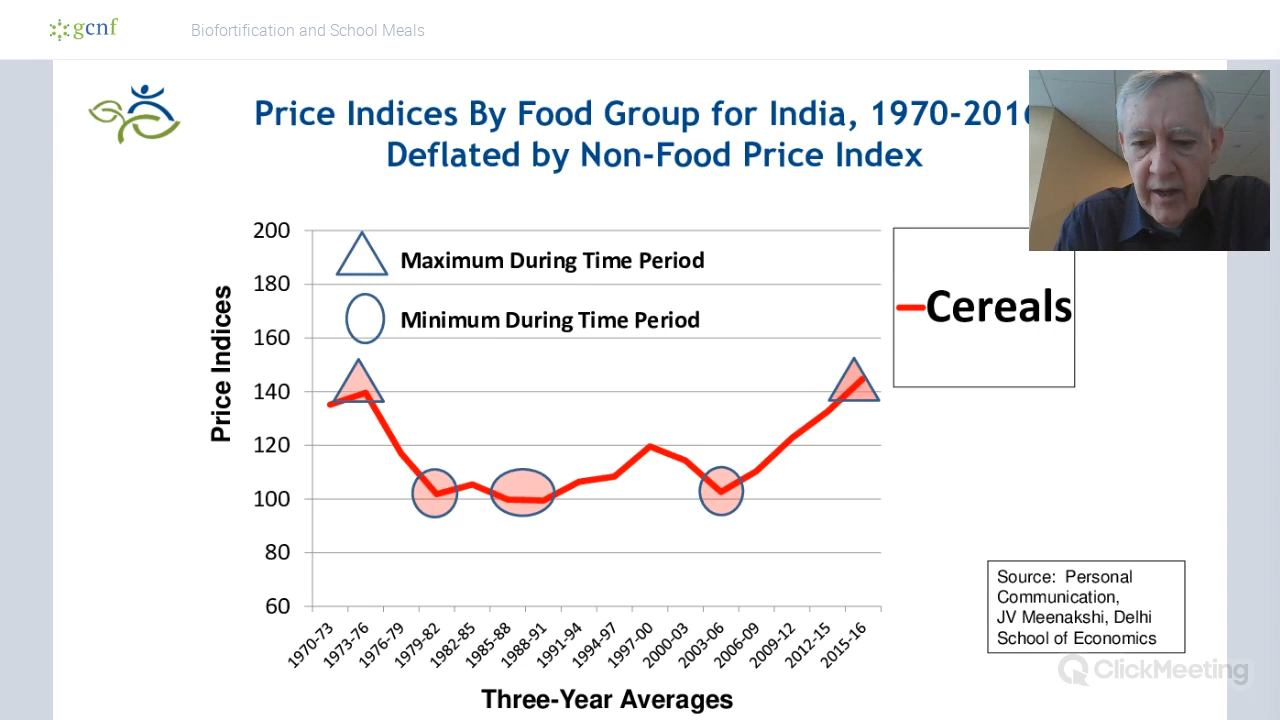 gcnf
Biofortification and School Meals
Price Indices By Food Group for India, 1970-2016
Deflated by Non-Food Price Index
200
180
160
140
120
100
80
60
Price Indices
Maximum During Time Period
Minimum During Time Period
Cereals
1970-73
1973-76
1976-79
1979-82
1982-85
1985-88
1988-91
1991-94
1994-97
1997-00
2000-03
2003-06
2006-09
2009-12
2012-15
2015-16
Three-Year Averages
Source: Personal
Communication,
JV Meenakshi, Delhi
School of Economics
ClickMeeting